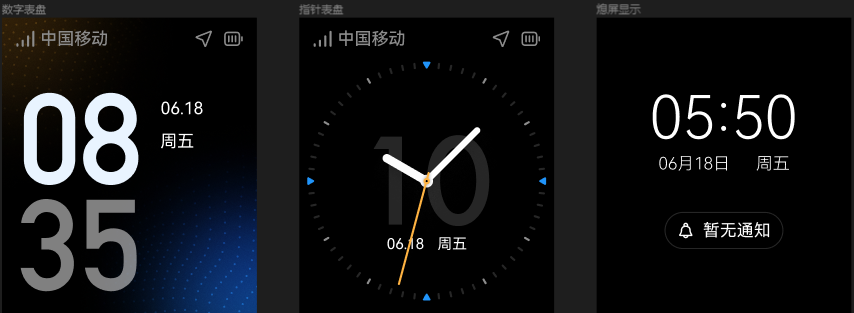 数字表盘
中国移动
08
06.18
周五
35
指针表盘
中国移动
10
06.18 周五
熄屏显示
05:50
06月18日 周五
暂无通知